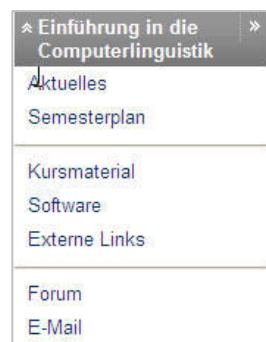 Einführung in die
Computerlinguistik
Aktuelles
Semesterplan
Kursmaterial
Software
Externe Links
Forum
E-Mail